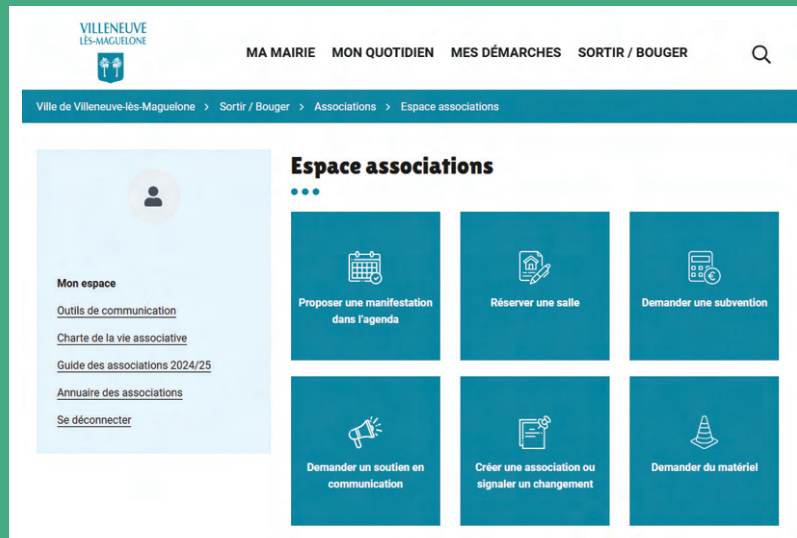 VILLENEUVE
LÈS-MAGUELONE
MA MAIRIE MON QUOTIDIEN MES DÉMARCHES SORTIR / BOUGER
Ville de Villeneuve-lès-Maguelone > Sortir / Bouger > Associations > Espace associations
Mon espace
Outils de communication
Charte de la vie associative
Guide des associations 2024/25
Annuaire des associations
Se déconnecter
Espace associations
Proposer une manifestation
dans l'agenda
Réserver une salle
Demander une subvention
Demander un soutien en
communication
Créer une association ou
signaler un changement
Demander du matériel